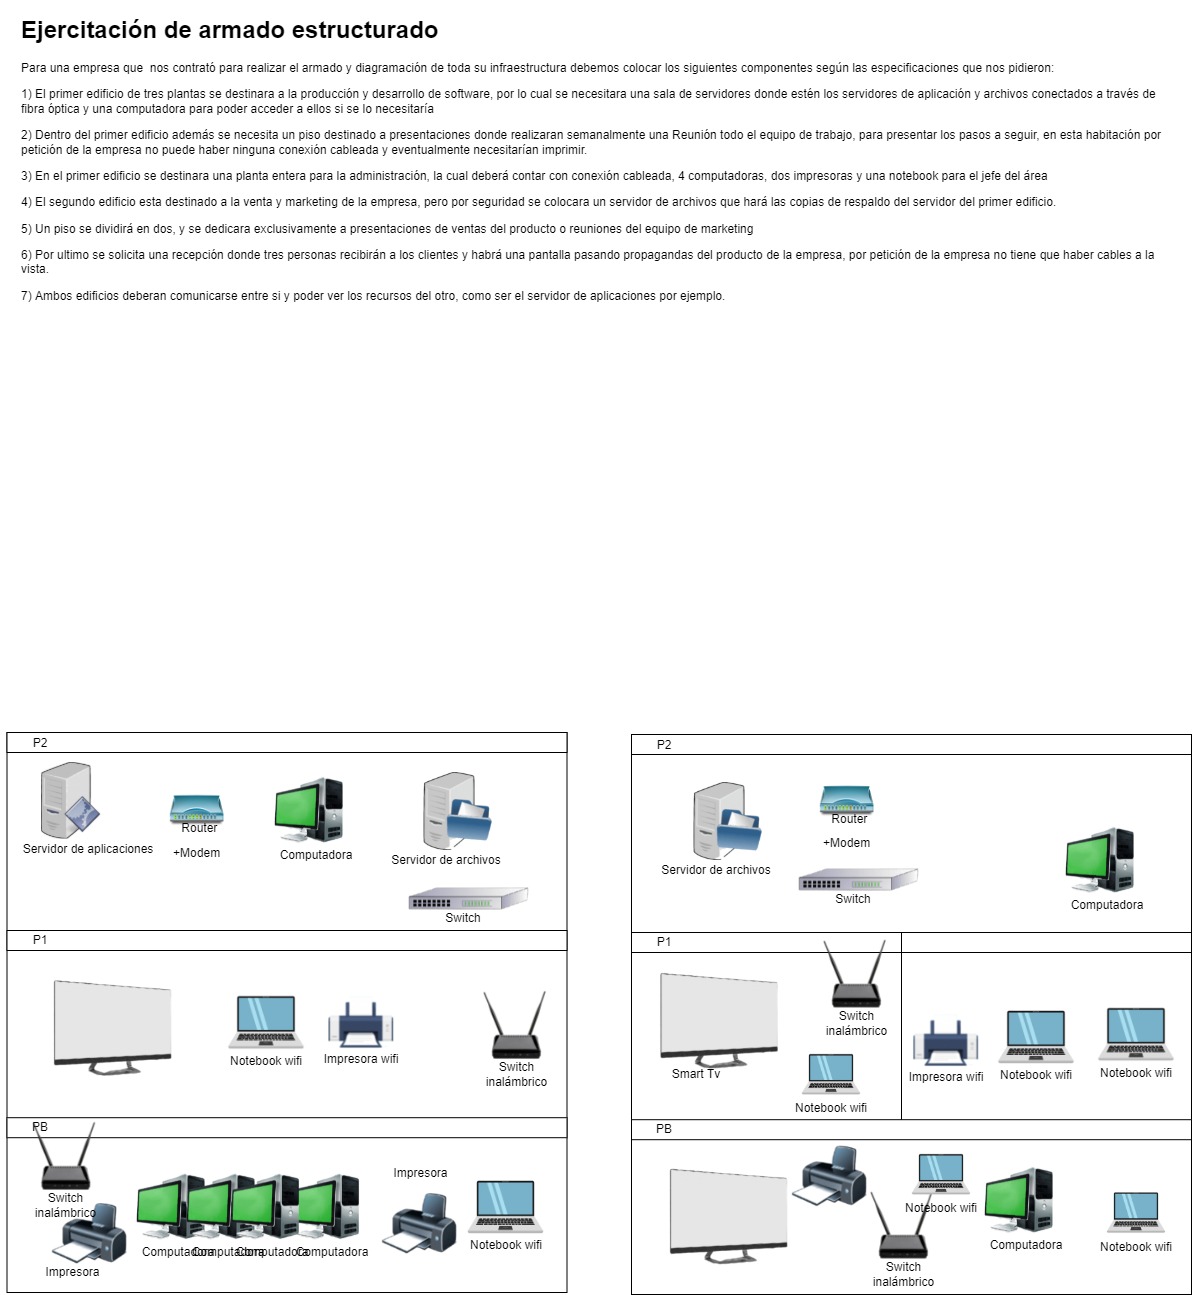 Ejercitación de armado estructurado
Para una empresa que  nos contrató para realizar el armado y diagramación de toda su infraestructura debemos colocar los siguientes componentes según las especificaciones que nos pidieron:
1) El primer edificio de tres plantas se destinara a la producción y desarrollo de software, por lo cual se necesitara una sala de servidores donde estén los servidores de aplicación y archivos conectados a través de
fibra óptica y una computadora para poder acceder a ellos si se lo necesitaría
2) Dentro del primer edificio además se necesita un piso destinado a presentaciones donde realizaran semanalmente una Reunión todo el equipo de trabajo, para presentar los pasos a seguir, en esta habitación por
petición de la empresa no puede haber ninguna conexión cableada y eventualmente necesitarían imprimir.
3) En el primer edificio se destinara una planta entera para la administración, la cual deberá contar con conexión cableada, 4 computadoras, dos impresoras y una notebook para el jefe del área
4) El segundo edificio esta destinado a la venta y marketing de la empresa, pero por seguridad se colocara un servidor de archivos que hará las copias de respaldo del servidor del primer edificio.
5) Un piso se dividirá en dos, y se dedicara exclusivamente a presentaciones de ventas del producto o reuniones del equipo de marketing
6) Por ultimo se solicita una recepción donde tres personas recibirán a los clientes y habrá una pantalla pasando propagandas del producto de la empresa, por petición de la empresa no tiene que haber cables a la
vista.
7) Ambos edificios deberan comunicarse entre si y poder ver los recursos del otro, como ser el servidor de aplicaciones por ejemplo.
P2
Servidor de aplicaciones
Router
+Modem
Computadora
Servidor de archivos
Switch
P1
Notebook wifi
Impresora wifi
Switch
inalámbrico
PB
Switch
inalámbrico
Impresora
Computadora
Computadora
Computadora
Computadora
Impresora
Notebook wifi
P2
Servidor de archivos
Router
+Modem
Switch
Computadora
P1
Smart Tv
Switch
inalámbrico
Notebook wifi
Impresora wifi
Notebook wifi
Notebook wifi
PB
Notebook wifi
Switch
inalámbrico
Computadora
Notebook wifi